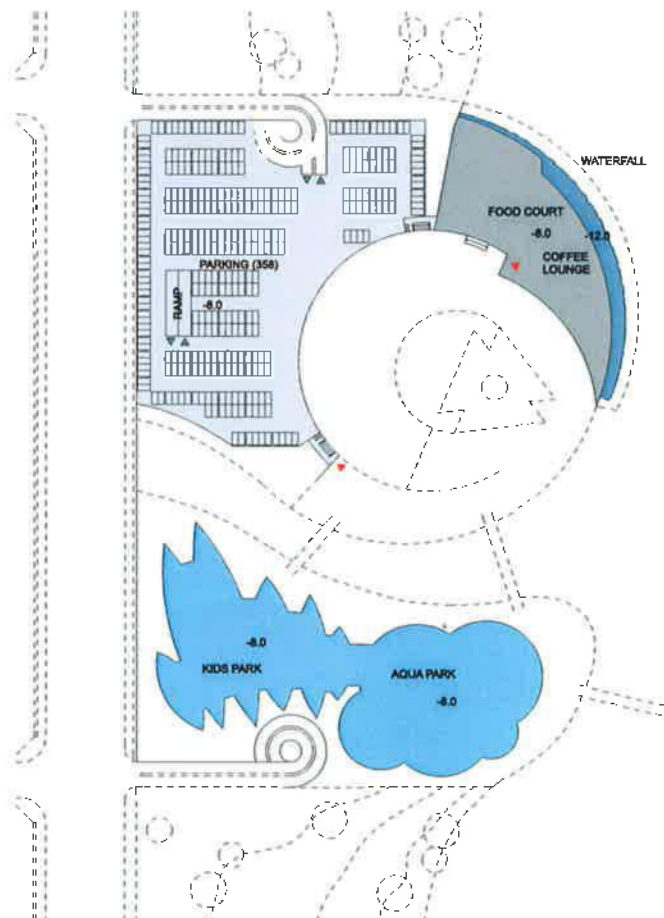 WATERFALL
FOOD COURT
-8.0
-12.0
COFFEE
LOUNGE
PARKING (358)
RAMP
-8.0
-8.0
KIDS PARK
AQUA PARK
-8.0